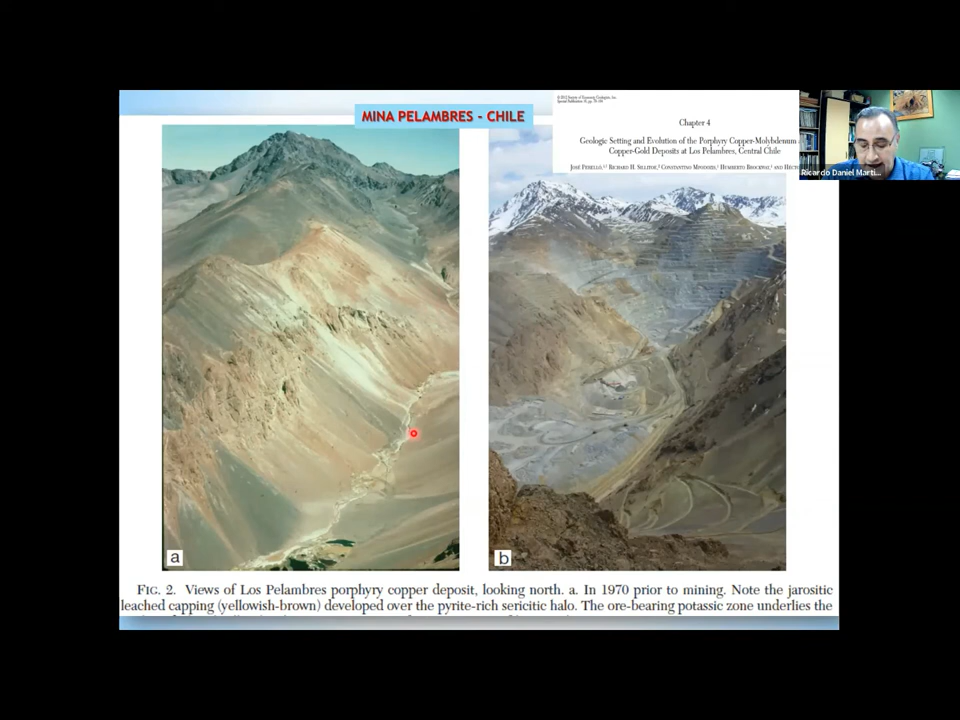 MINA PELAMBRES - CHILE
Chapter 4
Geologic Setting and Evolution of the Porphyry Copper-Molybdenum
Copper-Gold Deposits at Los Pelambres, Central Chile
Ricardo Daniel Marti...
a
b
FIG. 2. Views of Los Pelambres porphyry copper deposit, looking north. a. In 1970 prior to mining. Note the jarositic
leached capping (yellowish-brown) developed over the pyrite-rich sericitic halo. The ore-bearing potassic zone underlies the